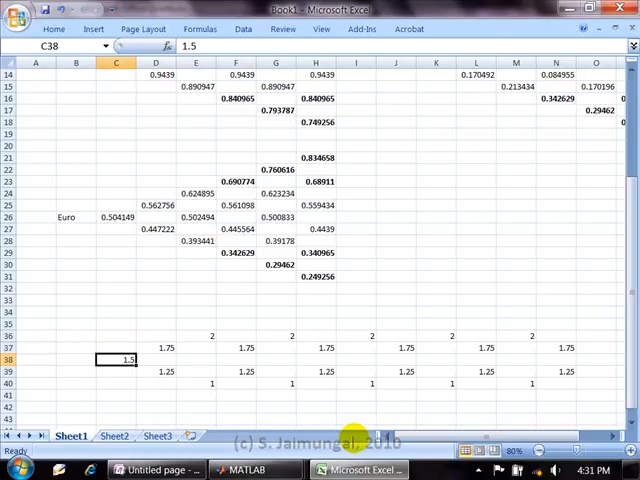 Book1 - Microsoft Excel
Home Insert Page Layout Formulas Data Review View Add-Ins Acrobat
C38 fx 1.5
A B C D E F G H I J K L M N O
14 0.9439 0.9439 0.9439 0.170492 0.084955
15 0.890947 0.890947 0.213434 0.170196
16 0.840965 0.840965 0.342629
17 0.793787 0.29462
18 0.749256
19
20
21 0.834658
22 0.760616
23 0.690774 0.68911
24 0.624895 0.623234
25 0.562756 0.561098 0.559434
26 Euro 0.504149 0.502494 0.500833
27 0.447222 0.445564 0.4439
28 0.393441 0.39178
29 0.342629 0.340965
30 0.29462
31 0.249256
32
33
34
35
36 2 2 2 2 2
37 1.75 1.75 1.75 1.75 1.75 1.75
38 1.5
39 1.25 1.25 1.25 1.25 1.25 1.25
40 1 1 1 1 1
41
42
43
Sheet1 Sheet2 Sheet3
(c) S. Jaimungal, 2010
Ready 80%
Untitled page - ... MATLAB Microsoft Excel ... 4:31 PM